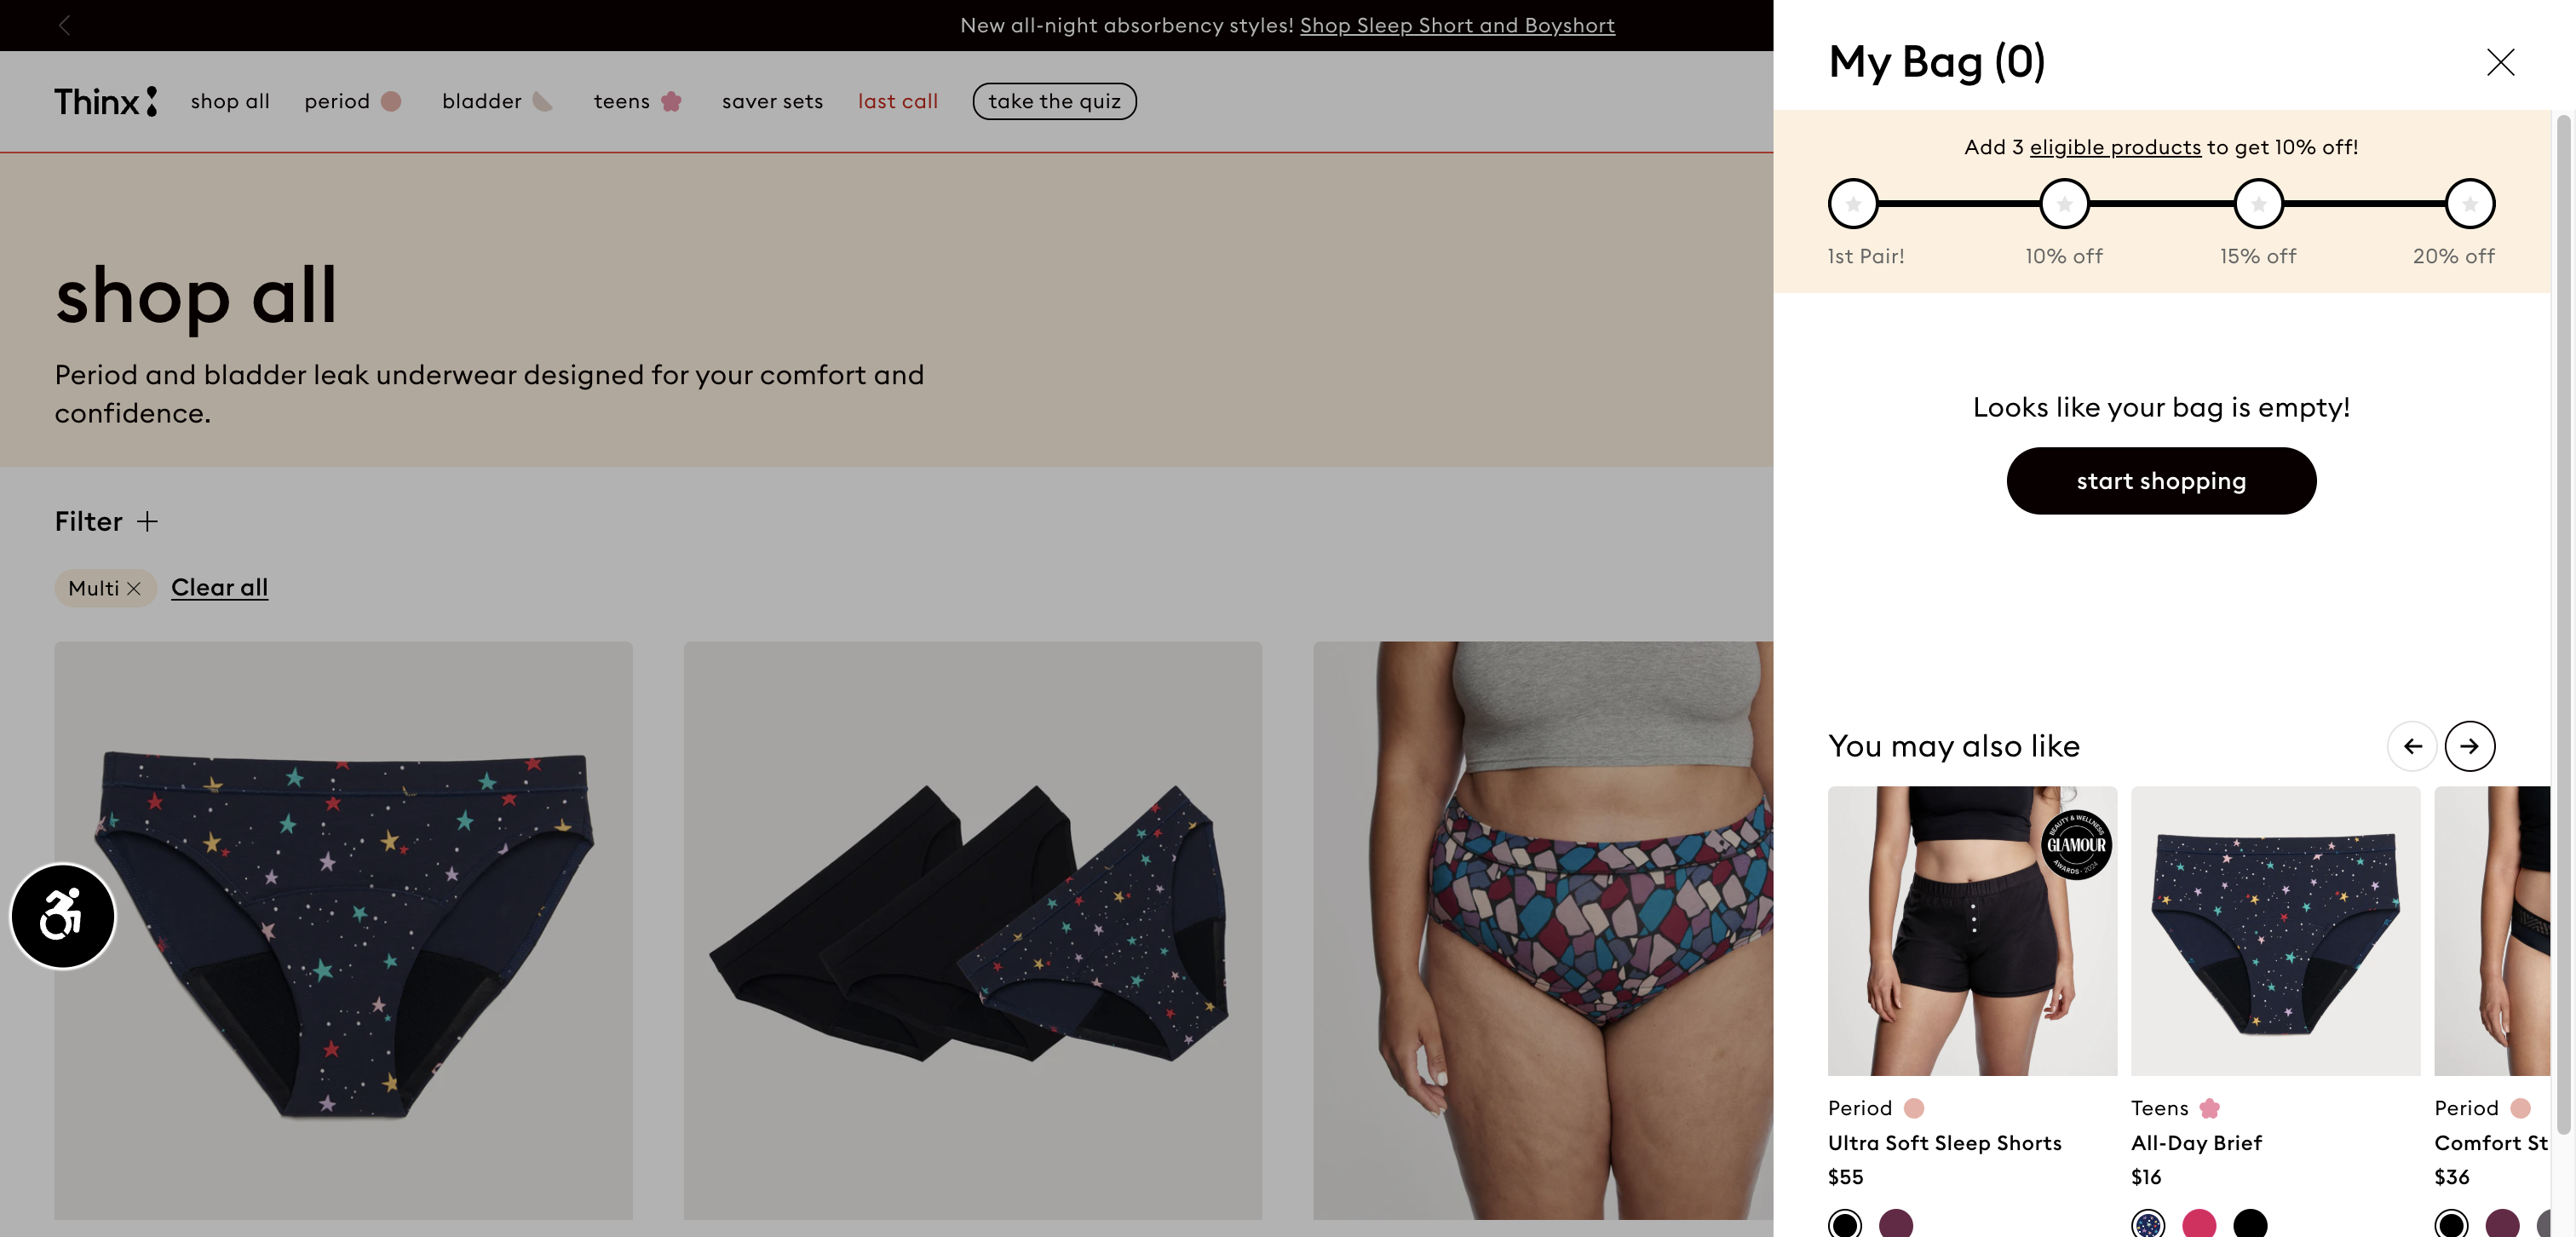 New all-night absorbency styles! Shop Sleep Short and Boyshort
Thinx
shop all
period
bladder
teens
saver sets
last call
take the quiz
shop all
Period and bladder leak underwear designed for your comfort and
confidence.
Filter
Multi
Clear all
My Bag (0)
Add 3 eligible products to get 10% off!
1st Pair!
10% off
15% off
20% off
Looks like your bag is empty!
start shopping
You may also like
BEAUTY & WELLNESS
GLAMOUR
AWARDS · 2024
Period
Ultra Soft Sleep Shorts
$55
Teens
All-Day Brief
$16
Period
Comfort St
$36